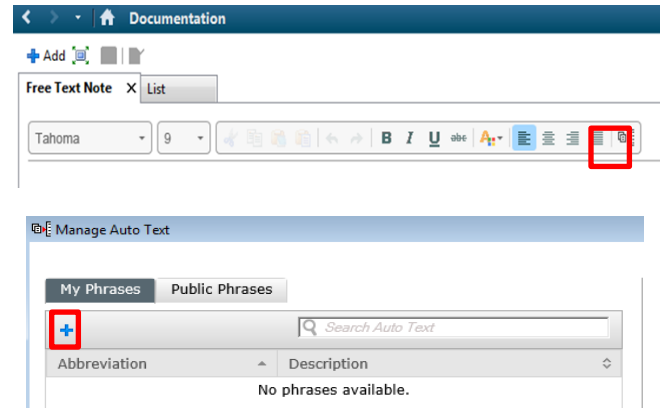 Documentation
Add
Free Text Note X List
Tahoma 9 B I U abc A
Manage Auto Text
My Phrases Public Phrases
Search Auto Text
Abbreviation Description
No phrases available.